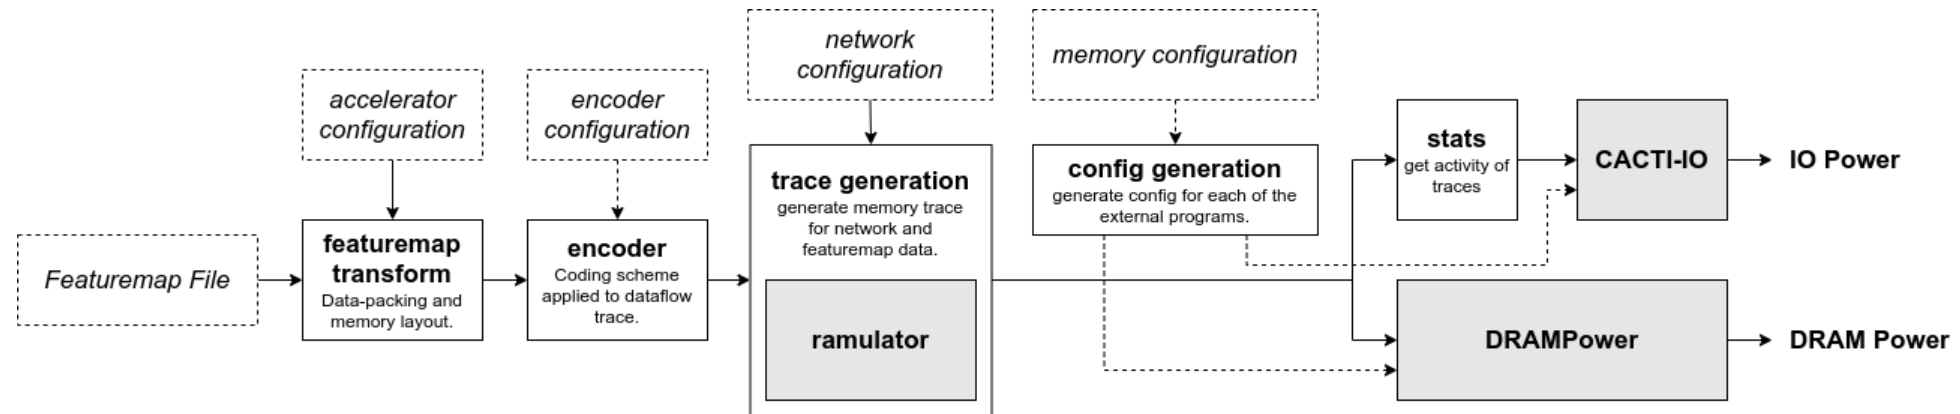 Featuremap File
accelerator
configuration
featuremap
transform
Data-packing and
memory layout.
encoder
configuration
encoder
Coding scheme
applied to dataflow
trace.
network
configuration
trace generation
generate memory trace
for network and
featuremap data.
ramulator
memory configuration
config generation
generate config for each of the
external programs.
stats
get activity of
traces
CACTI-IO
IO Power
DRAMPower
DRAM Power